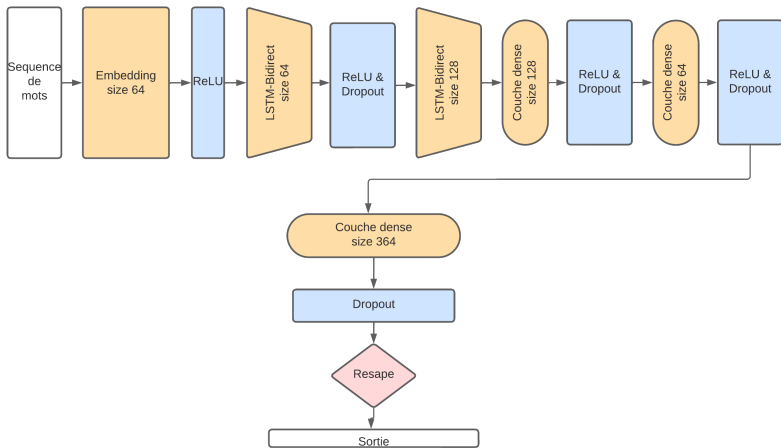 Sequence
de
mots
Embedding
size 64
ReLU
LSTM-Bidirect
size 64
ReLU &
Dropout
LSTM-Bidirect
size 128
Couche dense
size 128
ReLU &
Dropout
Couche dense
size 64
ReLU &
Dropout
Couche dense
size 364
Dropout
Resape
Sortie